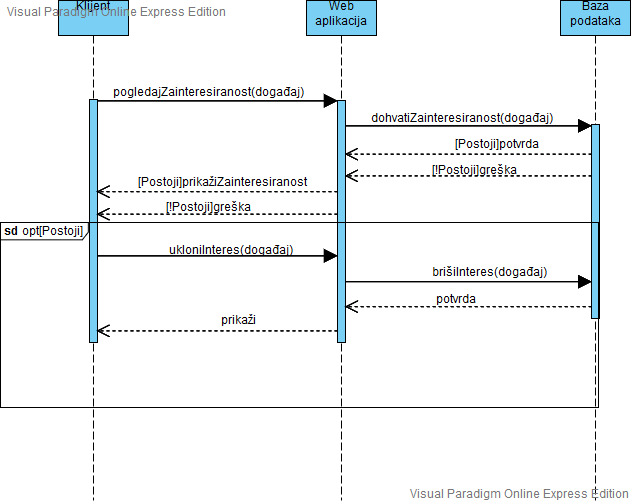 Visual Paradigm Online Express Edition
Klijent
Web
aplikacija
Baza
podataka
pogledajZainteresiranost(događaj)
dohvatiZainteresiranost(događaj)
[Postoji]potvrda
[!Postoji]greška
[Postoji]prikažiZainteresiranost
[!Postoji]greška
sd opt[Postoji]
ukloniInteres(događaj)
brišiInteres(događaj)
potvrda
prikaži
Visual Paradigm Online Express Edition